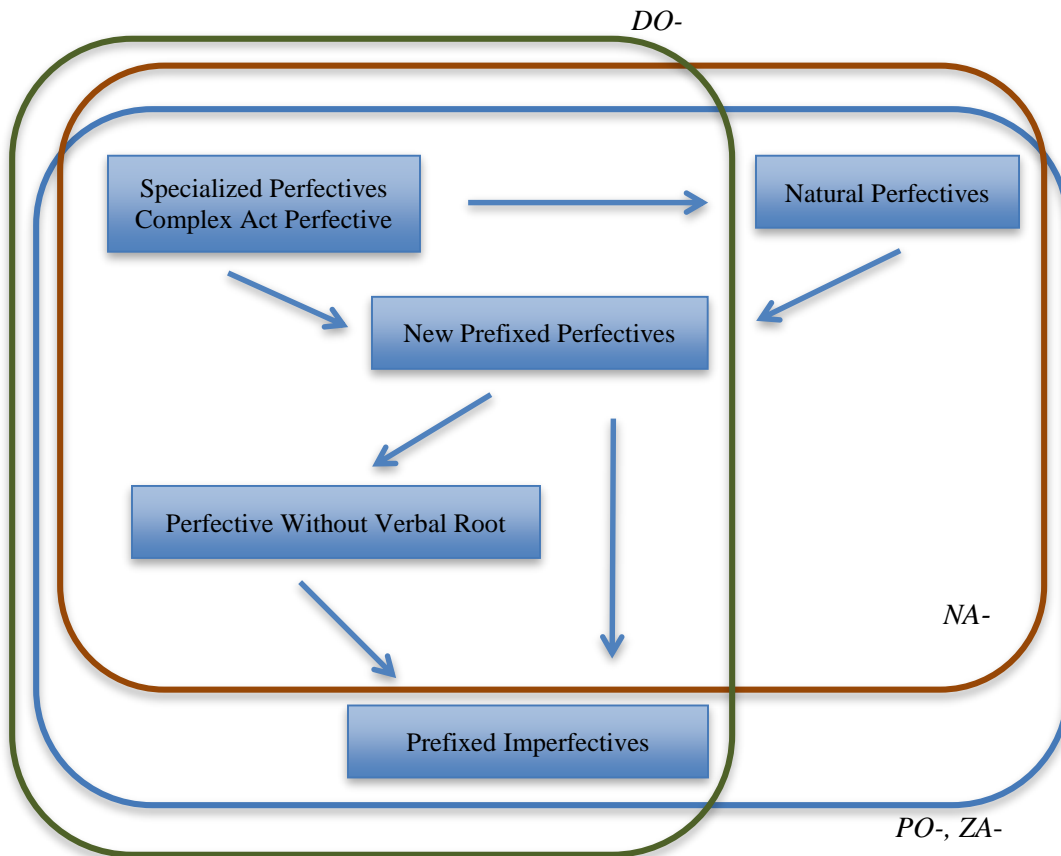 DO-
Specialized Perfectives
Complex Act Perfective
Natural Perfectives
New Prefixed Perfectives
Perfective Without Verbal Root
NA-
Prefixed Imperfectives
PO-, ZA-